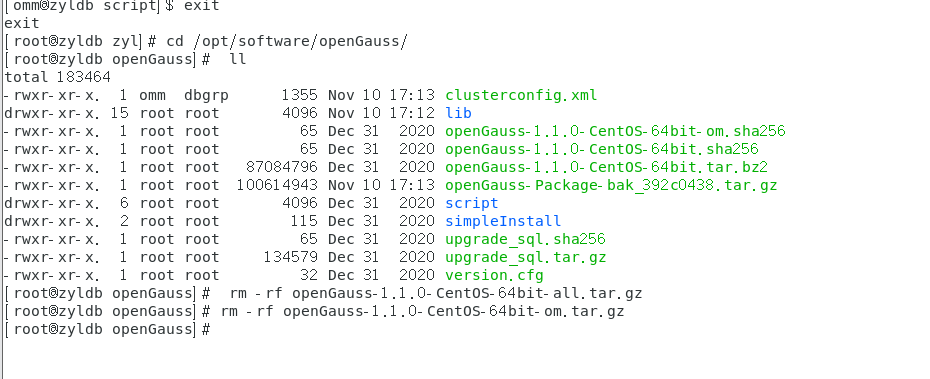 [omm@zyldb script]$ exit
exit
[root@zyldb zyl]# cd /opt/software/openGauss/
[root@zyldb openGauss]#  ll
total 183464
-rwxr-xr-x.  1 omm  dbgrp      1355 Nov 10 17:13 clusterconfig.xml
drwxr-xr-x. 15 root root       4096 Nov 10 17:12 lib
-rwxr-xr-x.  1 root root         65 Dec 31  2020 openGauss-1.1.0-CentOS-64bit-om.sha256
-rwxr-xr-x.  1 root root         65 Dec 31  2020 openGauss-1.1.0-CentOS-64bit.sha256
-rwxr-xr-x.  1 root root   87084796 Dec 31  2020 openGauss-1.1.0-CentOS-64bit.tar.bz2
-rwxr-xr-x.  1 root root  100614943 Nov 10 17:13 openGauss-Package-bak_392c0438.tar.gz
drwxr-xr-x.  6 root root       4096 Dec 31  2020 script
drwxr-xr-x.  2 root root        115 Dec 31  2020 simpleInstall
-rwxr-xr-x.  1 root root         65 Dec 31  2020 upgrade_sql.sha256
-rwxr-xr-x.  1 root root     134579 Dec 31  2020 upgrade_sql.tar.gz
-rwxr-xr-x.  1 root root         32 Dec 31  2020 version.cfg
[root@zyldb openGauss]#  rm -rf openGauss-1.1.0-CentOS-64bit-all.tar.gz
[root@zyldb openGauss]# rm -rf openGauss-1.1.0-CentOS-64bit-om.tar.gz
[root@zyldb openGauss]#